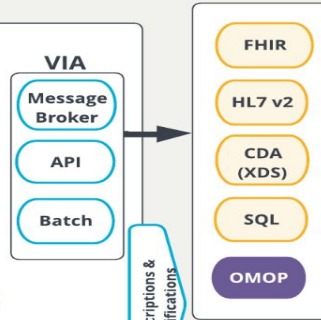 VIA
Message
Broker
API
Batch
FHIR
HL7 v2
CDA
(XDS)
SQL
OMOP